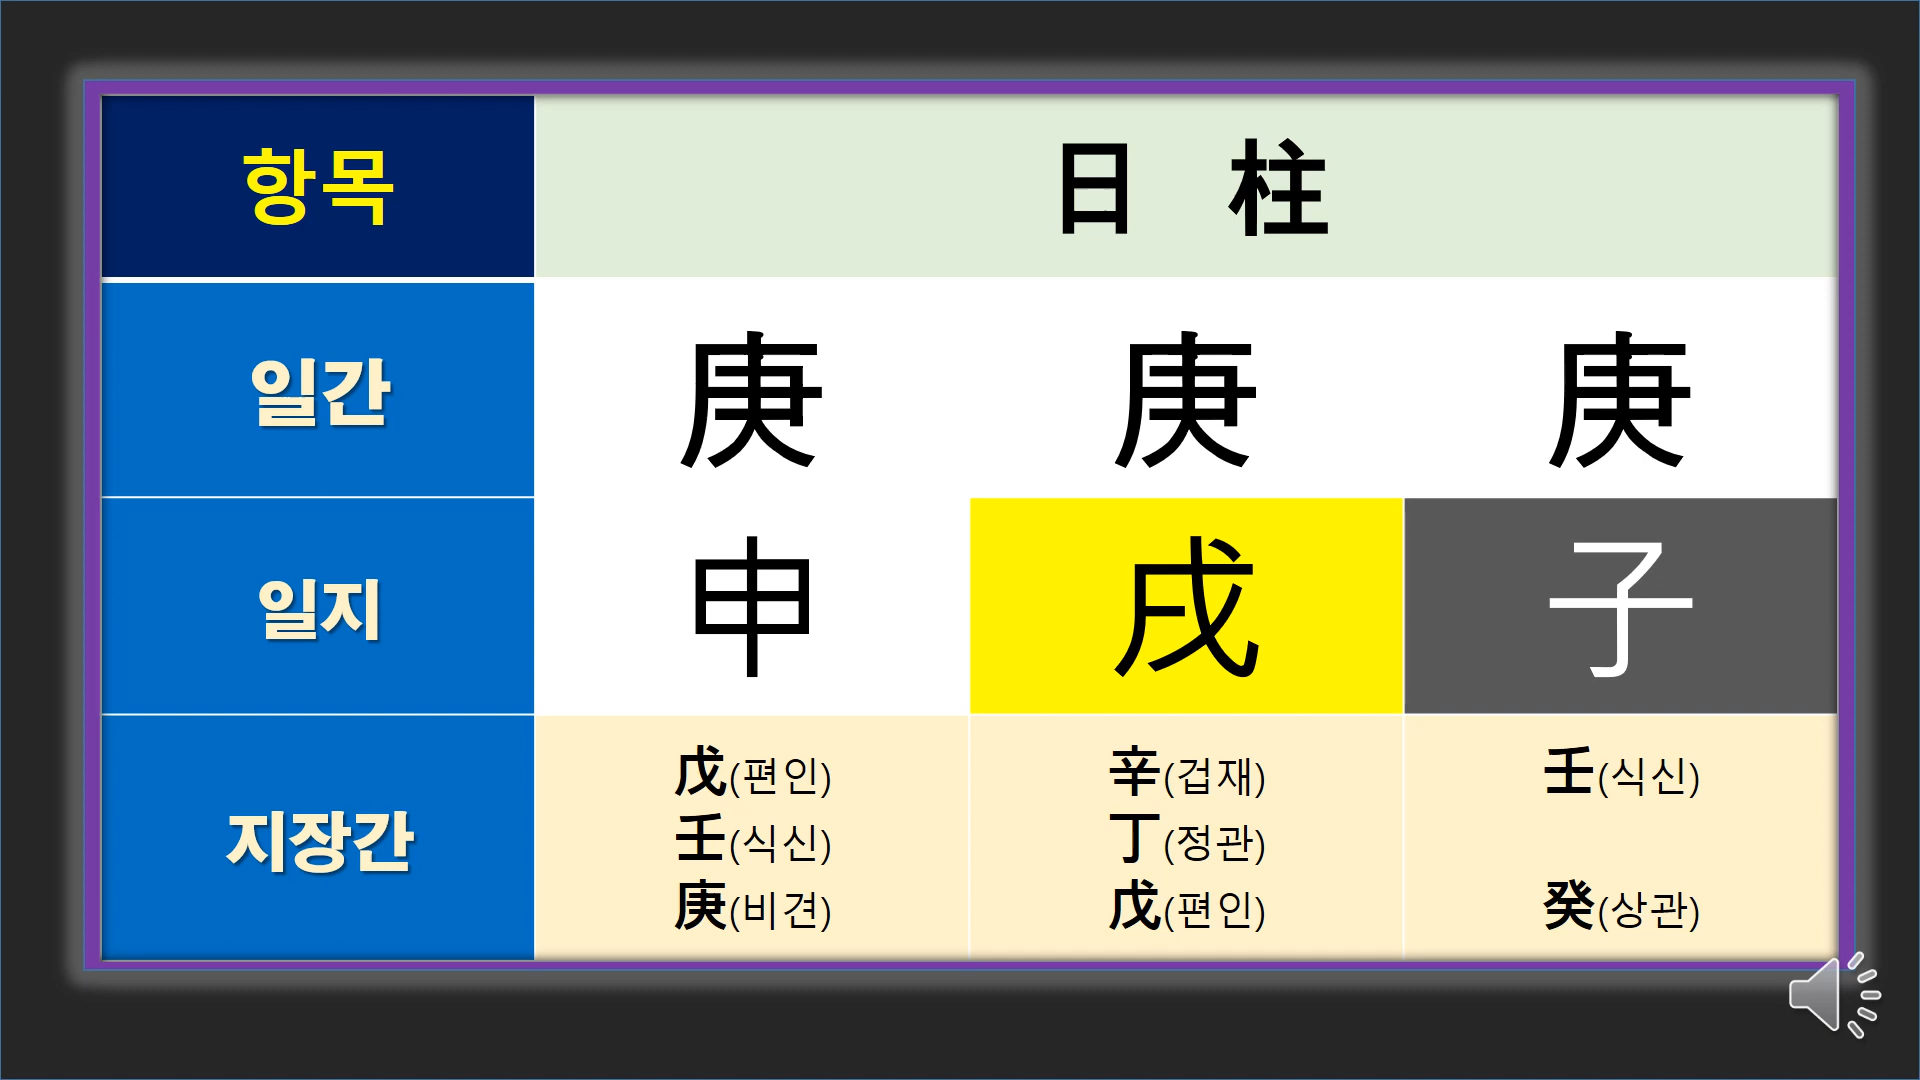 항목 日 柱
일간 庚 庚 庚
일지 申 戌 子
지장간
戊(편인) 辛(겁재) 壬(식신)
壬(식신) 丁(정관)
庚(비견) 戊(편인) 癸(상관)